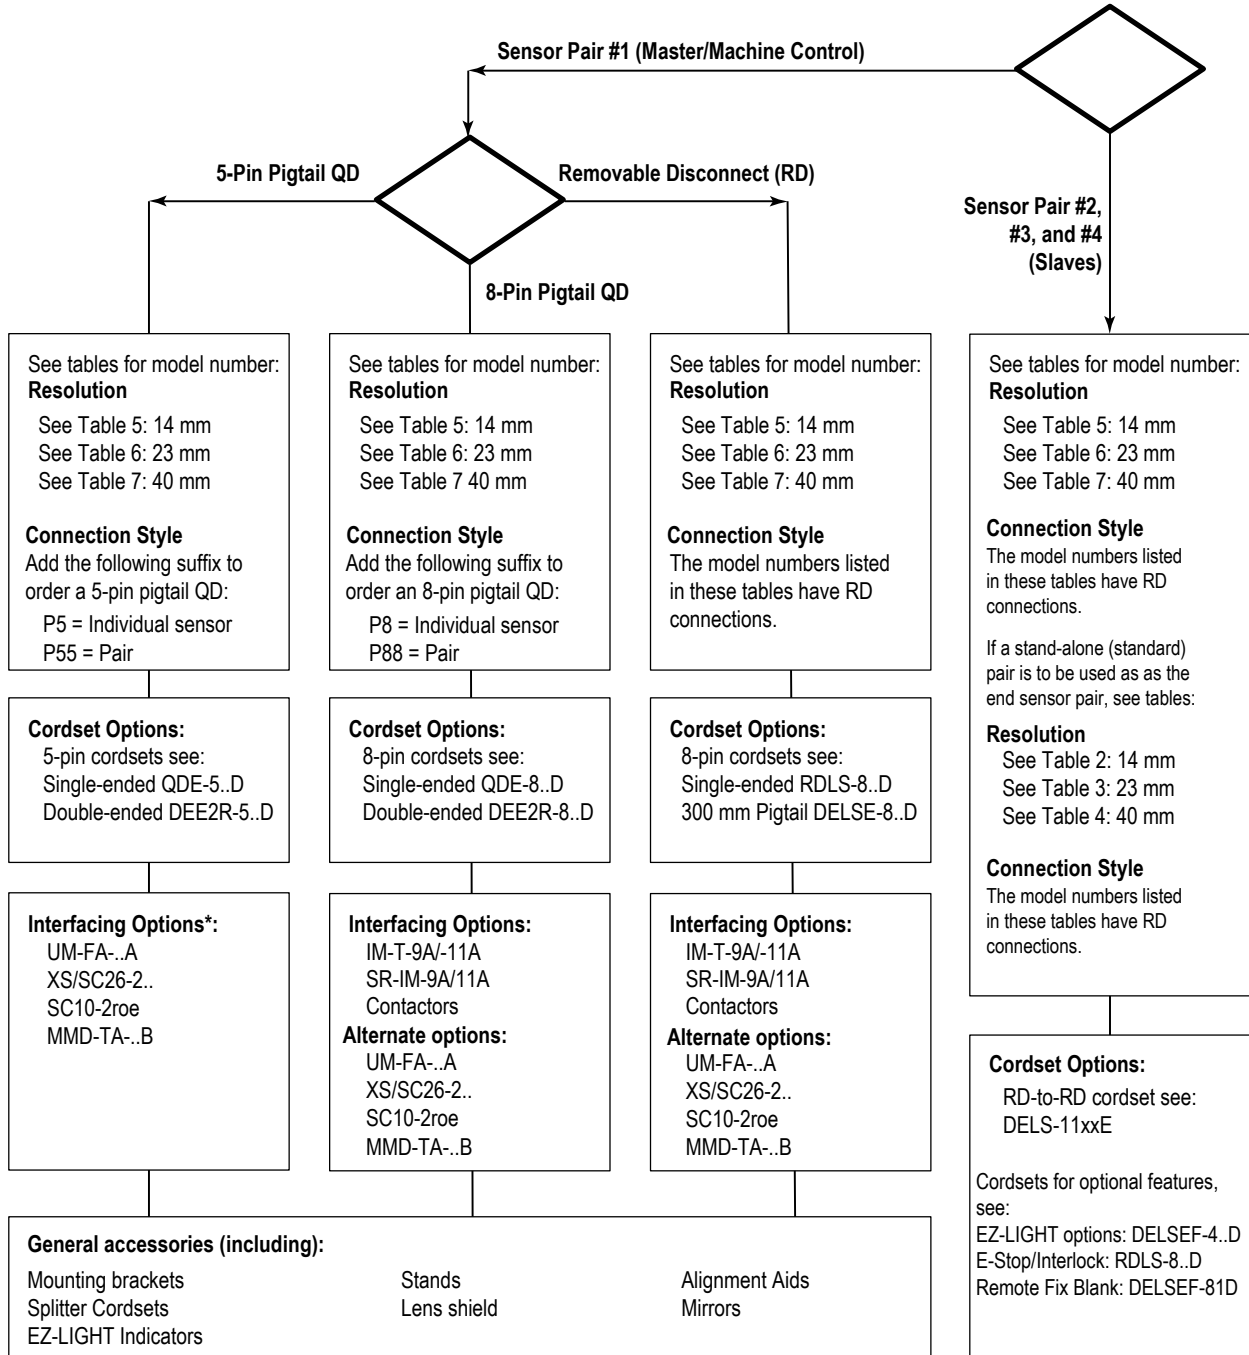 Sensor Pair #1 (Master/Machine Control)
5-Pin Pigtail QD
Removable Disconnect (RD)
8-Pin Pigtail QD
Sensor Pair #2,
#3, and #4
(Slaves)
See tables for model number:
Resolution
See Table 5: 14 mm
See Table 6: 23 mm
See Table 7: 40 mm
Connection Style
Add the following suffix to
order a 5-pin pigtail QD:
P5 = Individual sensor
P55 = Pair
Cordset Options:
5-pin cordsets see:
Single-ended QDE-5..D
Double-ended DEE2R-5..D
Interfacing Options*:
UM-FA-..A
XS/SC26-2..
SC10-2roe
MMD-TA-..B
See tables for model number:
Resolution
See Table 5: 14 mm
See Table 6: 23 mm
See Table 7 40 mm
Connection Style
Add the following suffix to
order an 8-pin pigtail QD:
P8 = Individual sensor
P88 = Pair
Cordset Options:
8-pin cordsets see:
Single-ended QDE-8..D
Double-ended DEE2R-8..D
Interfacing Options:
IM-T-9A/-11A
SR-IM-9A/11A
Contactors
Alternate options:
UM-FA-..A
XS/SC26-2..
SC10-2roe
MMD-TA-..B
See tables for model number:
Resolution
See Table 5: 14 mm
See Table 6: 23 mm
See Table 7: 40 mm
Connection Style
The model numbers listed
in these tables have RD
connections.
Cordset Options:
8-pin cordsets see:
Single-ended RDLS-8..D
300 mm Pigtail DELSE-8..D
Interfacing Options:
IM-T-9A/-11A
SR-IM-9A/11A
Contactors
Alternate options:
UM-FA-..A
XS/SC26-2..
SC10-2roe
MMD-TA-..B
See tables for model number:
Resolution
See Table 5: 14 mm
See Table 6: 23 mm
See Table 7: 40 mm
Connection Style
The model numbers listed
in these tables have RD
connections.
If a stand-alone (standard)
pair is to be used as as the
end sensor pair, see tables:
Resolution
See Table 2: 14 mm
See Table 3: 23 mm
See Table 4: 40 mm
Connection Style
The model numbers listed
in these tables have RD
connections.
Cordset Options:
RD-to-RD cordset see:
DELS-11xxE
Cordsets for optional features,
see:
EZ-LIGHT options: DELSEF-4..D
E-Stop/Interlock: RDLS-8..D
Remote Fix Blank: DELSEF-81D
General accessories (including):
Mounting brackets
Splitter Cordsets
EZ-LIGHT Indicators
Stands
Lens shield
Alignment Aids
Mirrors